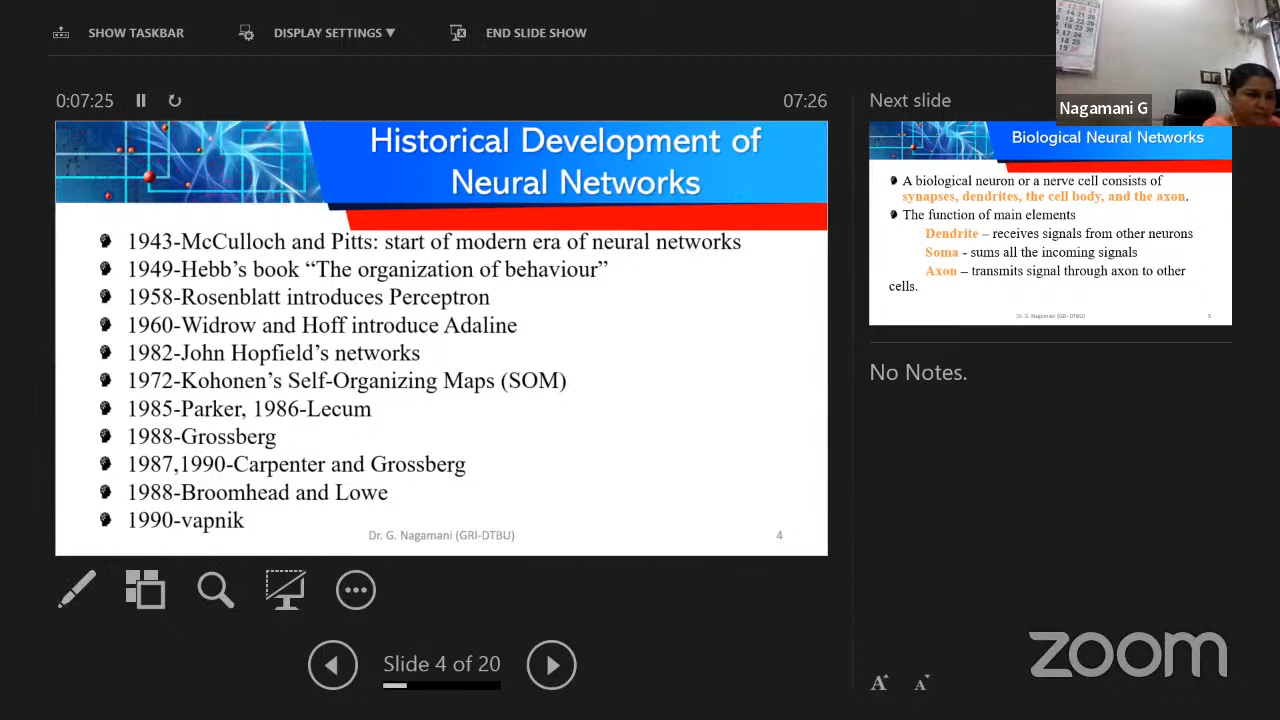 SHOW TASKBAR
DISPLAY SETTINGS ▼
END SLIDE SHOW
Nagamani G
0:07:25
07:26
Historical Development of
Neural Networks
1943-McCulloch and Pitts: start of modern era of neural networks
1949-Hebb’s book “The organization of behaviour”
1958-Rosenblatt introduces Perceptron
1960-Widrow and Hoff introduce Adaline
1982-John Hopfield’s networks
1972-Kohonen’s Self-Organizing Maps (SOM)
1985-Parker, 1986-Lecum
1988-Grossberg
1987,1990-Carpenter and Grossberg
1988-Broomhead and Lowe
1990-vapnik
Dr. G. Nagamani (GRI-DTBU)
4
Next slide
Biological Neural Networks
A biological neuron or a nerve cell consists of
synapses, dendrites, the cell body, and the axon.
The function of main elements
Dendrite – receives signals from other neurons
Soma - sums all the incoming signals
Axon – transmits signal through axon to other
cells.
Dr. G. Nagamani (GRI-DTBU)
5
No Notes.
Slide 4 of 20
A A
zoom